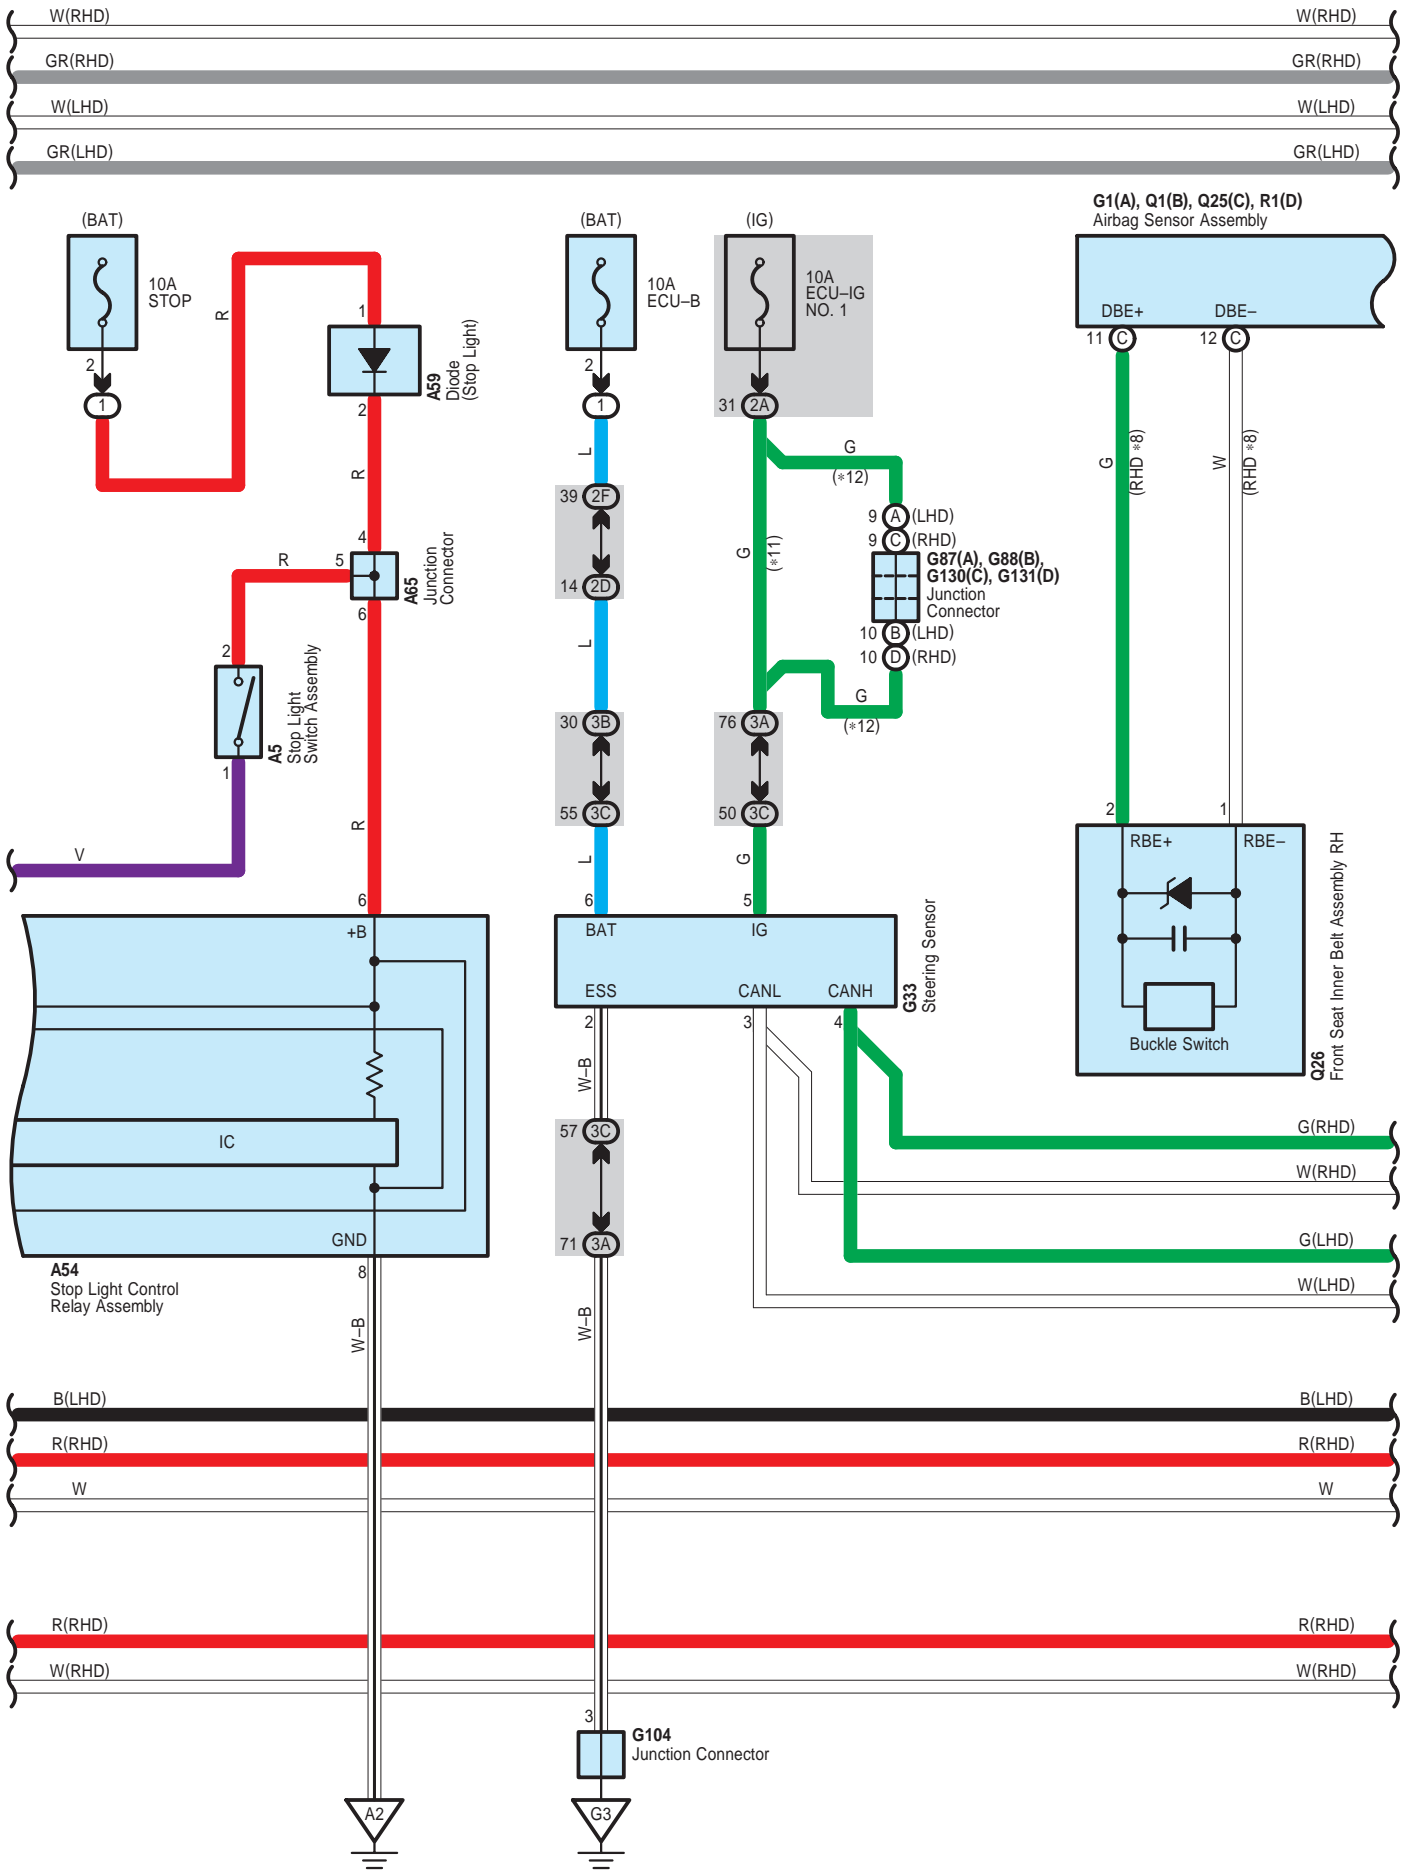 W(RHD)
W(RHD)
GR(RHD)
GR(RHD)
W(LHD)
W(LHD)
GR(LHD)
GR(LHD)
(BAT)
10A
STOP
2
1
R
1
A59
Diode
(Stop Light)
2
R
4
5
R
A65
Junction
Connector
6
2
A5
Stop Light
Switch Assembly
1
V
R
6
+B
IC
GND
A54
Stop Light Control
Relay Assembly
8
W–B
A2
(BAT)
10A
ECU–B
2
1
L
39 2F
14 2D
L
30 3B
55 3C
L
6
BAT
(IG)
10A
ECU–IG
NO. 1
31 2A
G
(*12)
G
(*11)
9 A (LHD)
9 C (RHD)
G87(A), G88(B),
G130(C), G131(D)
Junction
Connector
10 B (LHD)
10 D (RHD)
G
(*12)
76 3A
50 3C
G
5
IG
ESS
CANL
CANH
G33
Steering Sensor
2
3
4
W–B
57 3C
71 3A
W–B
3
G104
Junction Connector
G3
G1(A), Q1(B), Q25(C), R1(D)
Airbag Sensor Assembly
DBE+
DBE–
11 C
12 C
G
(RHD *8)
W
(RHD *8)
2
1
RBE+
RBE–
Buckle Switch
Q26
Front Seat Inner Belt Assembly RH
G(RHD)
W(RHD)
G(LHD)
W(LHD)
B(LHD)
B(LHD)
R(RHD)
R(RHD)
W
W
R(RHD)
R(RHD)
W(RHD)
W(RHD)